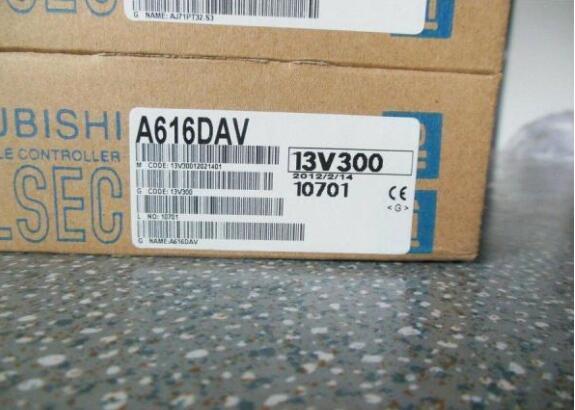 G NAME: AJ71PT32-S3
UBISHI
LE CONTROLLER
LSEC
A616DAV
M CODE: 13V30012021401
13V300
2012/2/14
10701
G CODE: 13V300
CE
<G>
L NO: 10701
G NAME:A616DAV